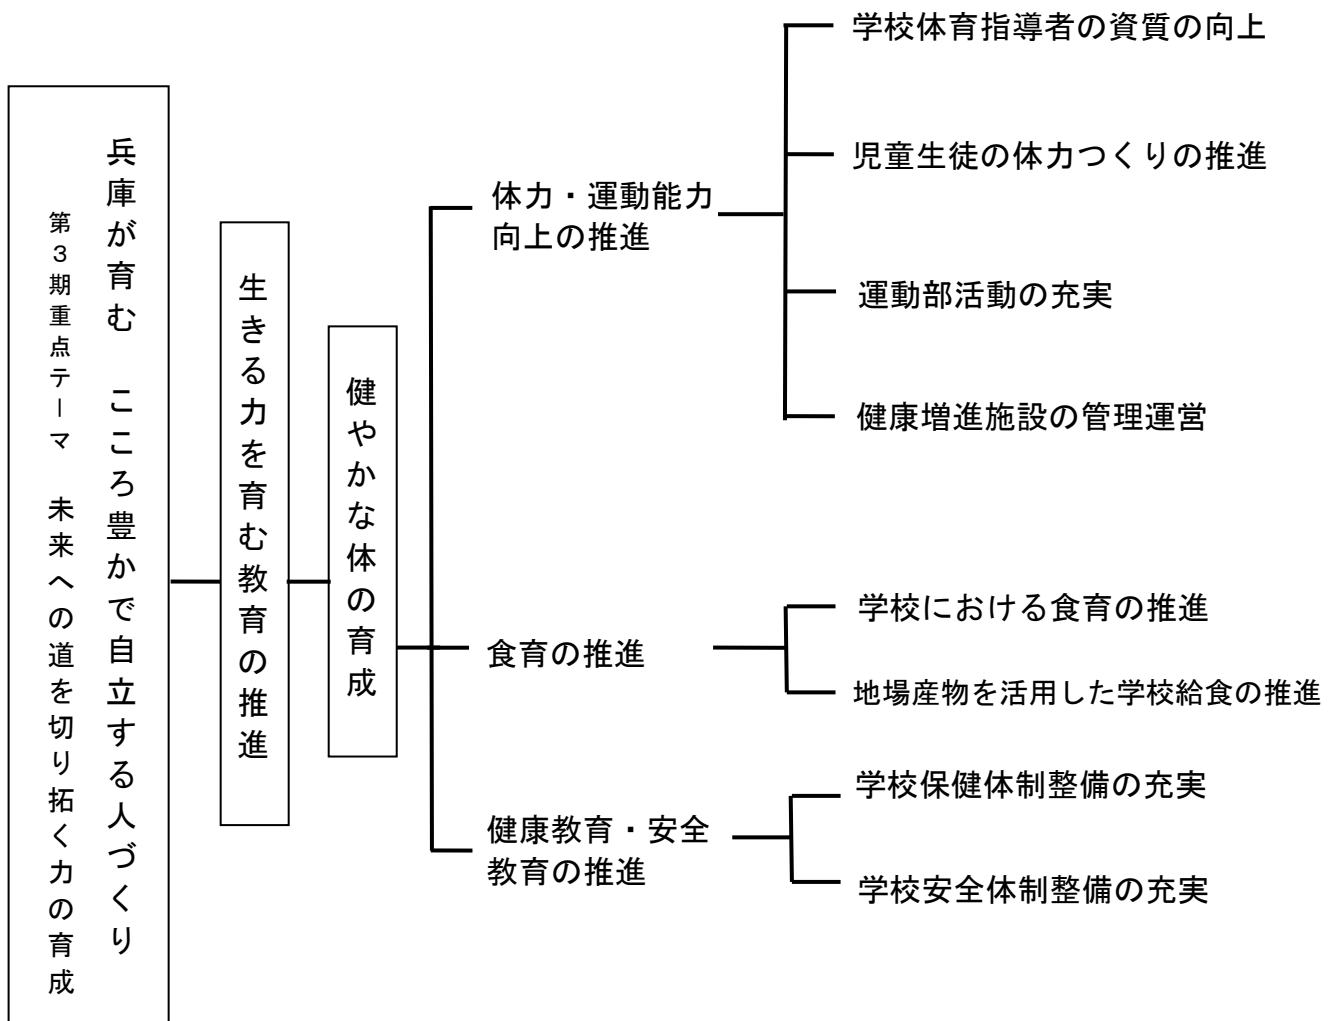 兵庫が育む　こころ豊かで自立する人づくり
第３期重点テーマ　未来への道を切り拓く力の育成
生きる力を育む教育の推進
健やかな体の育成
体力・運動能力
向上の推進
学校体育指導者の資質の向上
児童生徒の体力つくりの推進
運動部活動の充実
健康増進施設の管理運営
食育の推進
学校における食育の推進
地場産物を活用した学校給食の推進
健康教育・安全
教育の推進
学校保健体制整備の充実
学校安全体制整備の充実